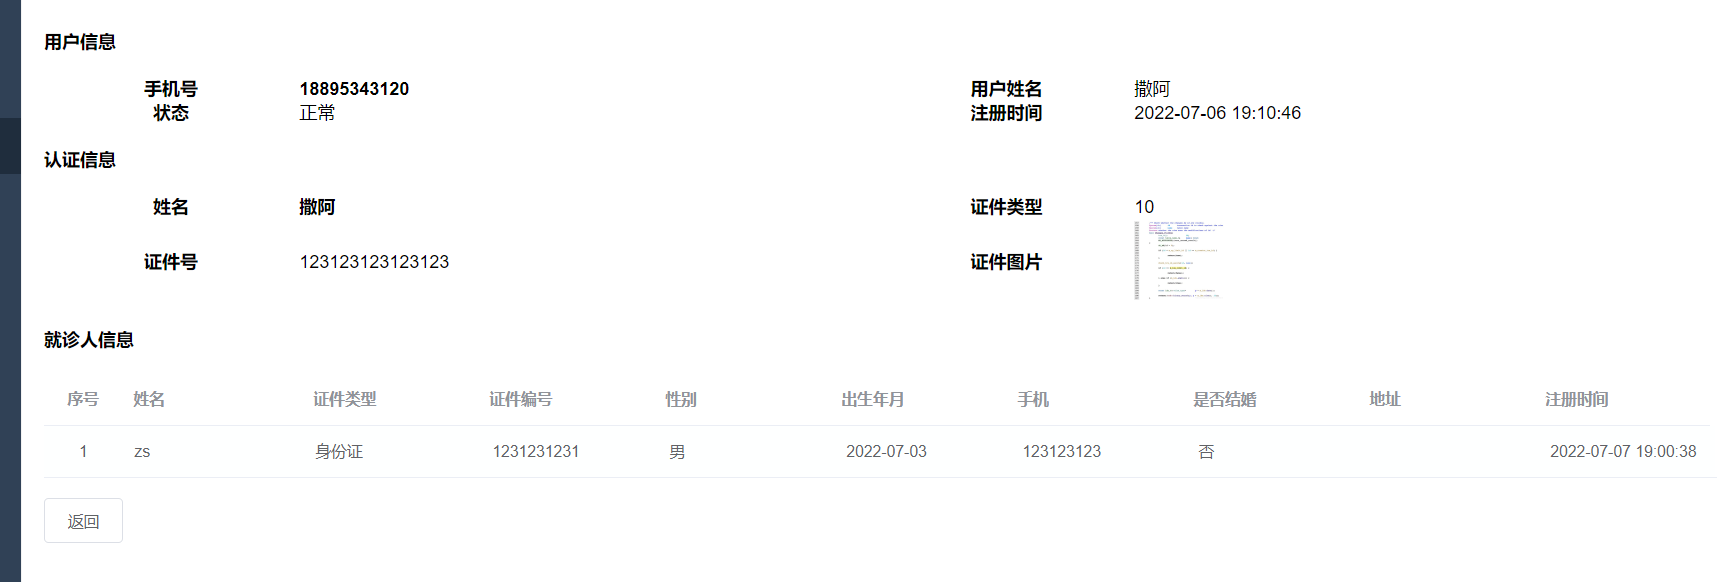 用户信息
手机号 18895343120 用户姓名 撒阿
状态 正常 注册时间 2022-07-06 19:10:46
认证信息
姓名 撒阿 证件类型 10
证件号 123123123123123 证件图片
就诊人信息
序号 姓名 证件类型 证件编号 性别 出生年月 手机 是否结婚 地址 注册时间
1 zs 身份证 1231231231 男 2022-07-03 123123123 否 2022-07-07 19:00:38
返回